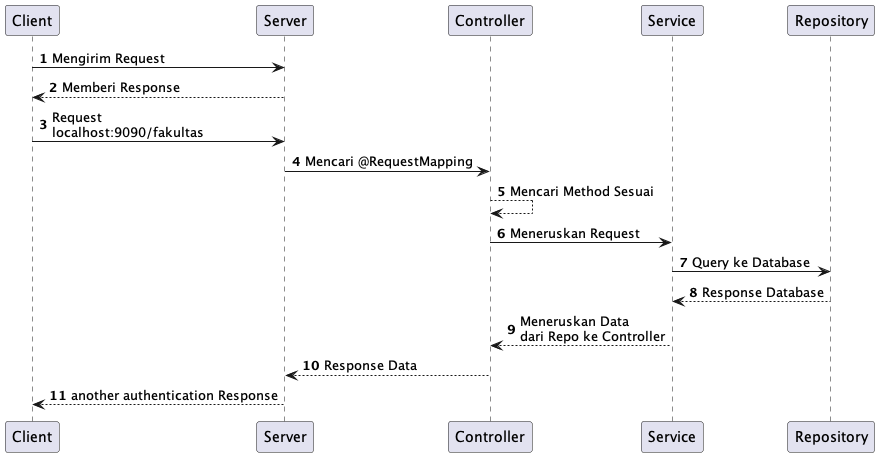 Client Server Controller Service Repository
1 Mengirim Request
2 Memberi Response
3 Request
localhost:9090/fakultas
4 Mencari @RequestMapping
5 Mencari Method Sesuai
6 Meneruskan Request
7 Query ke Database
8 Response Database
9 Meneruskan Data
dari Repo ke Controller
10 Response Data
11 another authentication Response
Client Server Controller Service Repository